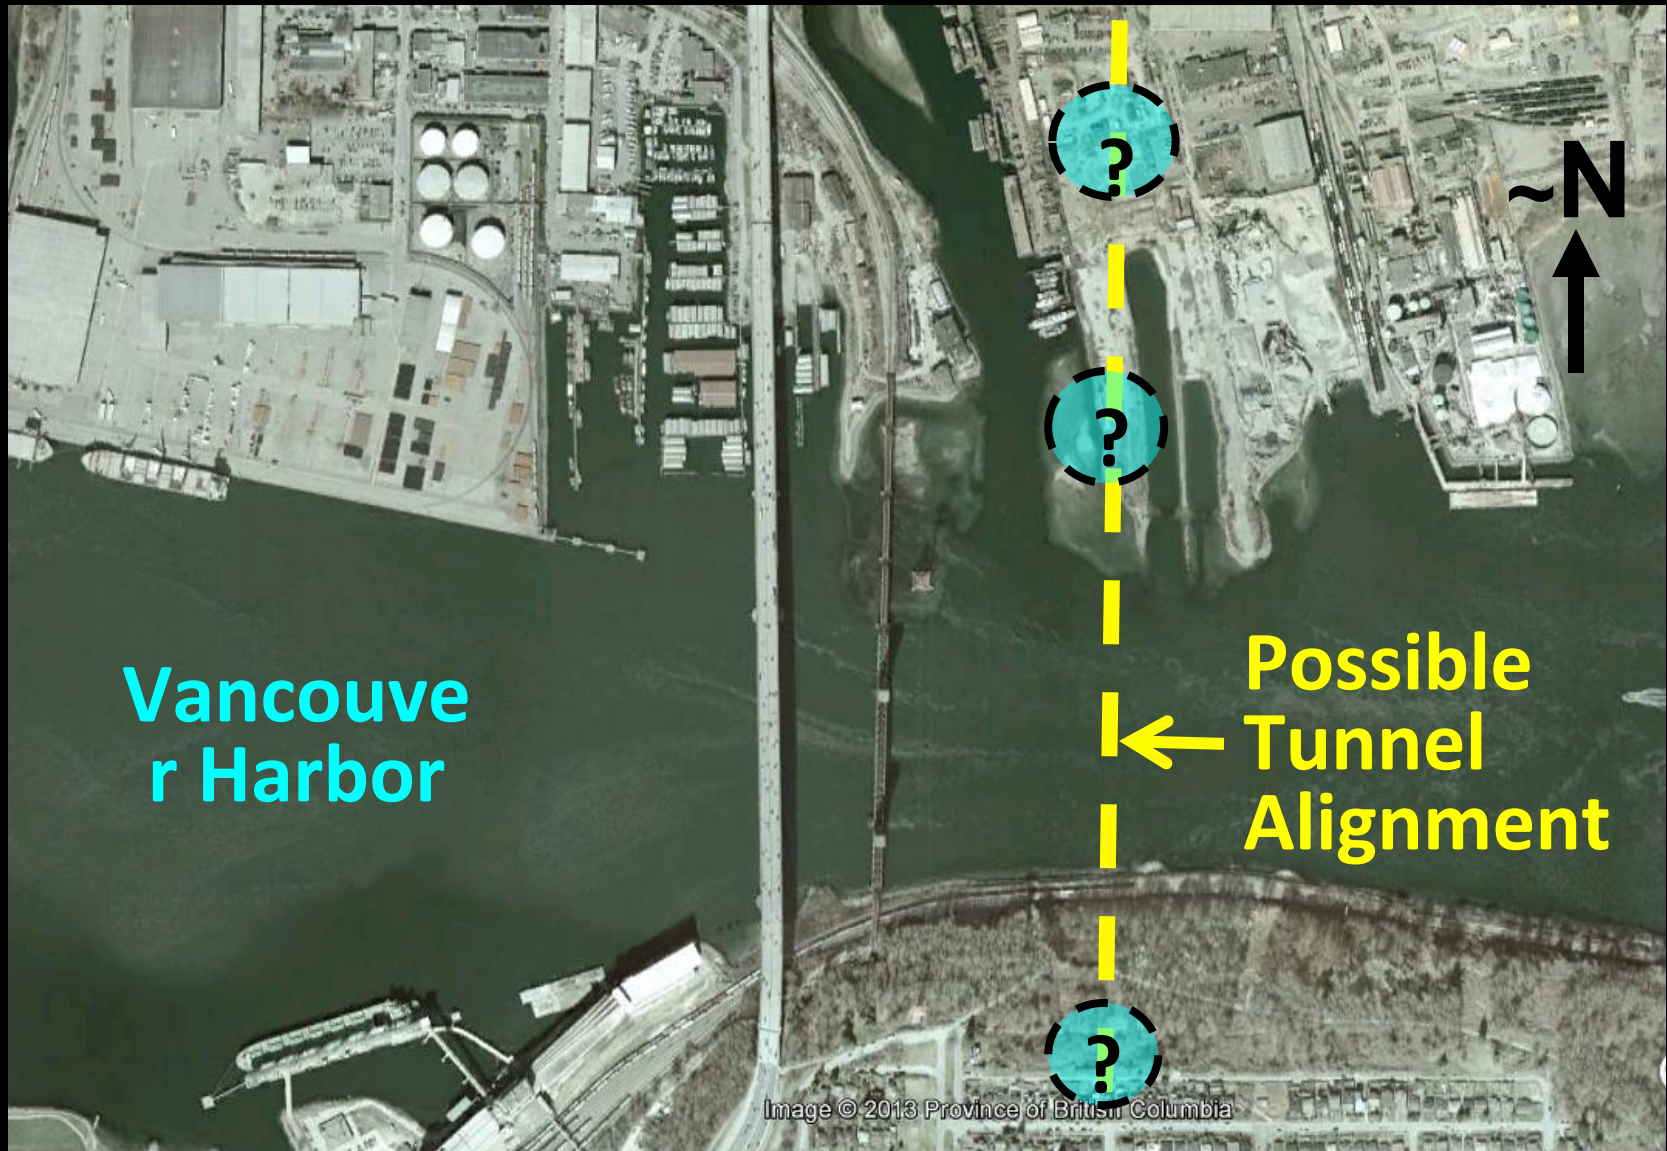 ?
~N
?
Possible
Tunnel
Alignment
Vancouve
r Harbor
?
Image © 2013 Province of British Columbia